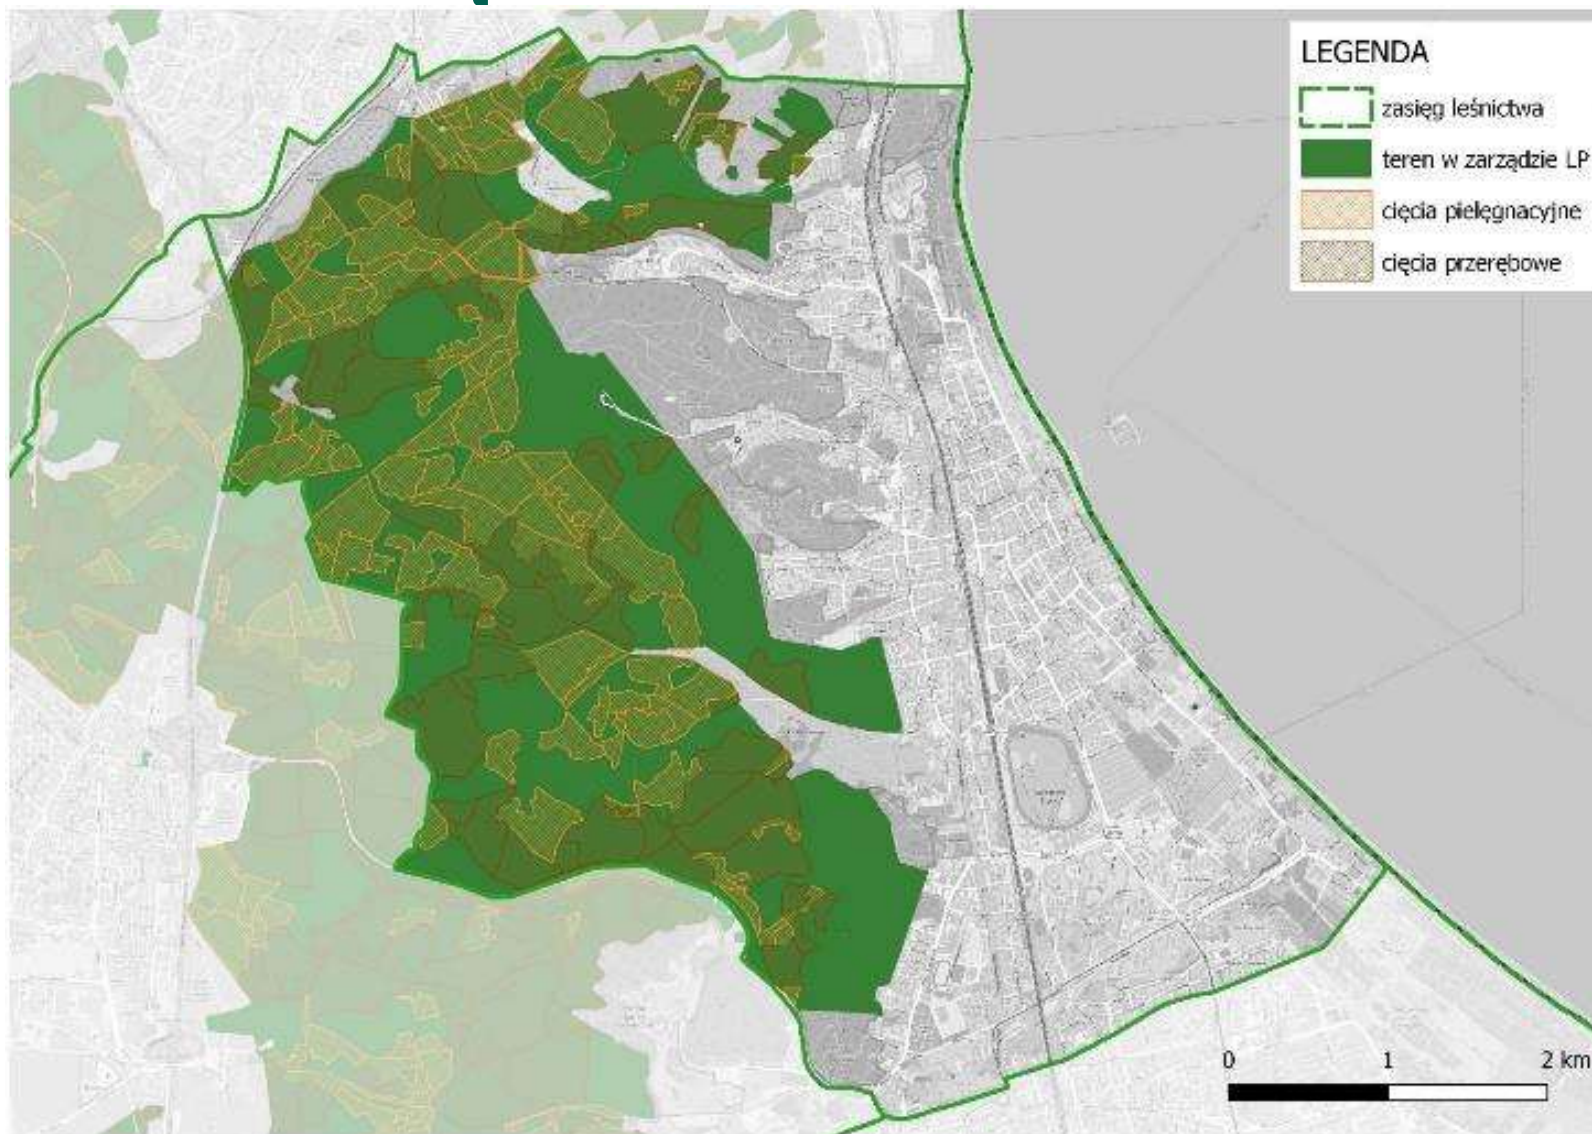 LEGENDA
zasięg leśnictwa
teren w zarządzie LP
cięcia pielęgnacyjne
cięcia przerębowe
0 1 2 km